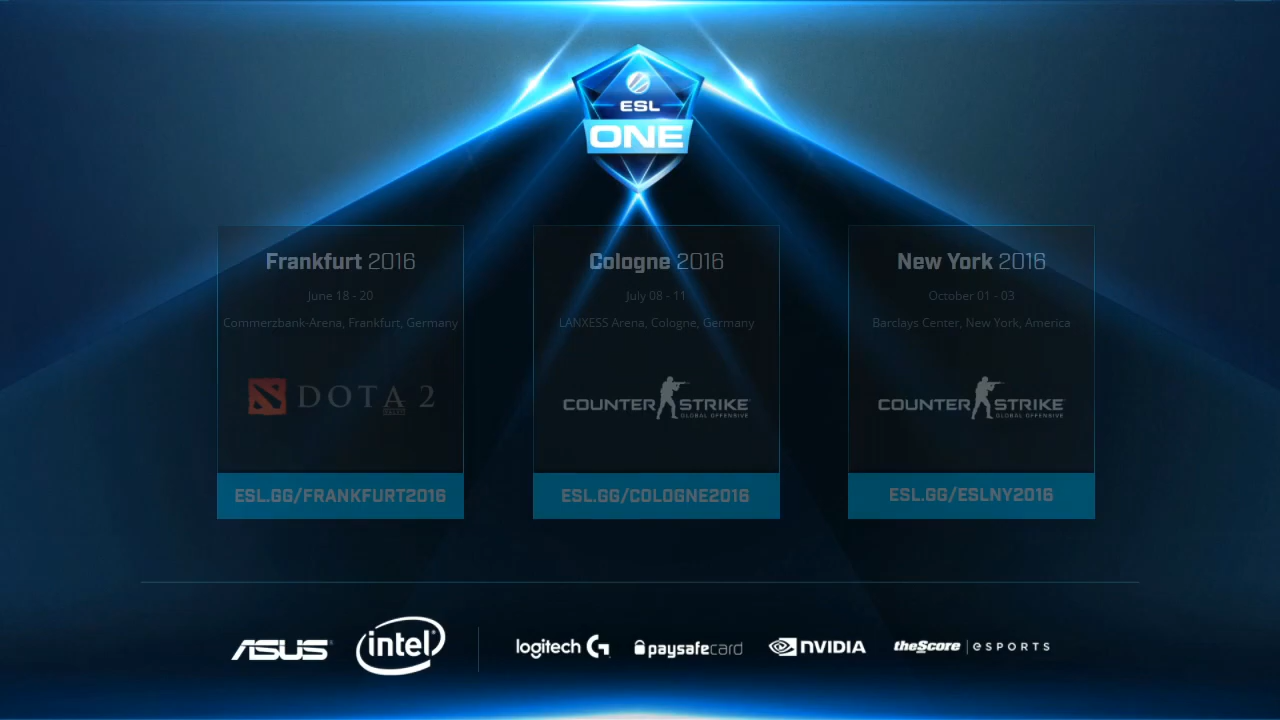 ESL
ONE
Frankfurt 2016
June 18 - 20
Commerzbank-Arena, Frankfurt, Germany
DOTA 2
ESL.GG/FRANKFURT2016
Cologne 2016
July 08 - 11
LANXESS Arena, Cologne, Germany
COUNTER STRIKE
GLOBAL OFFENSIVE
ESL.GG/COLOGNE2016
New York 2016
October 01 - 03
Barclays Center, New York, America
COUNTER STRIKE
GLOBAL OFFENSIVE
ESL.GG/ESLNY2016
ASUS intel logitech G paysafecard NVIDIA theScore | eSPORTS